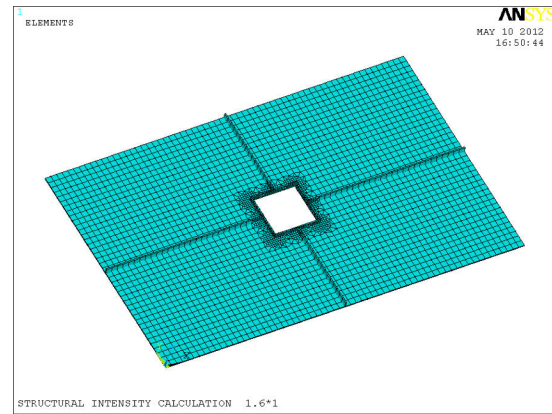 1
ELEMENTS
ANSYS
MAY 10 2012
16:50:44
STRUCTURAL INTENSITY CALCULATION 1.6*1